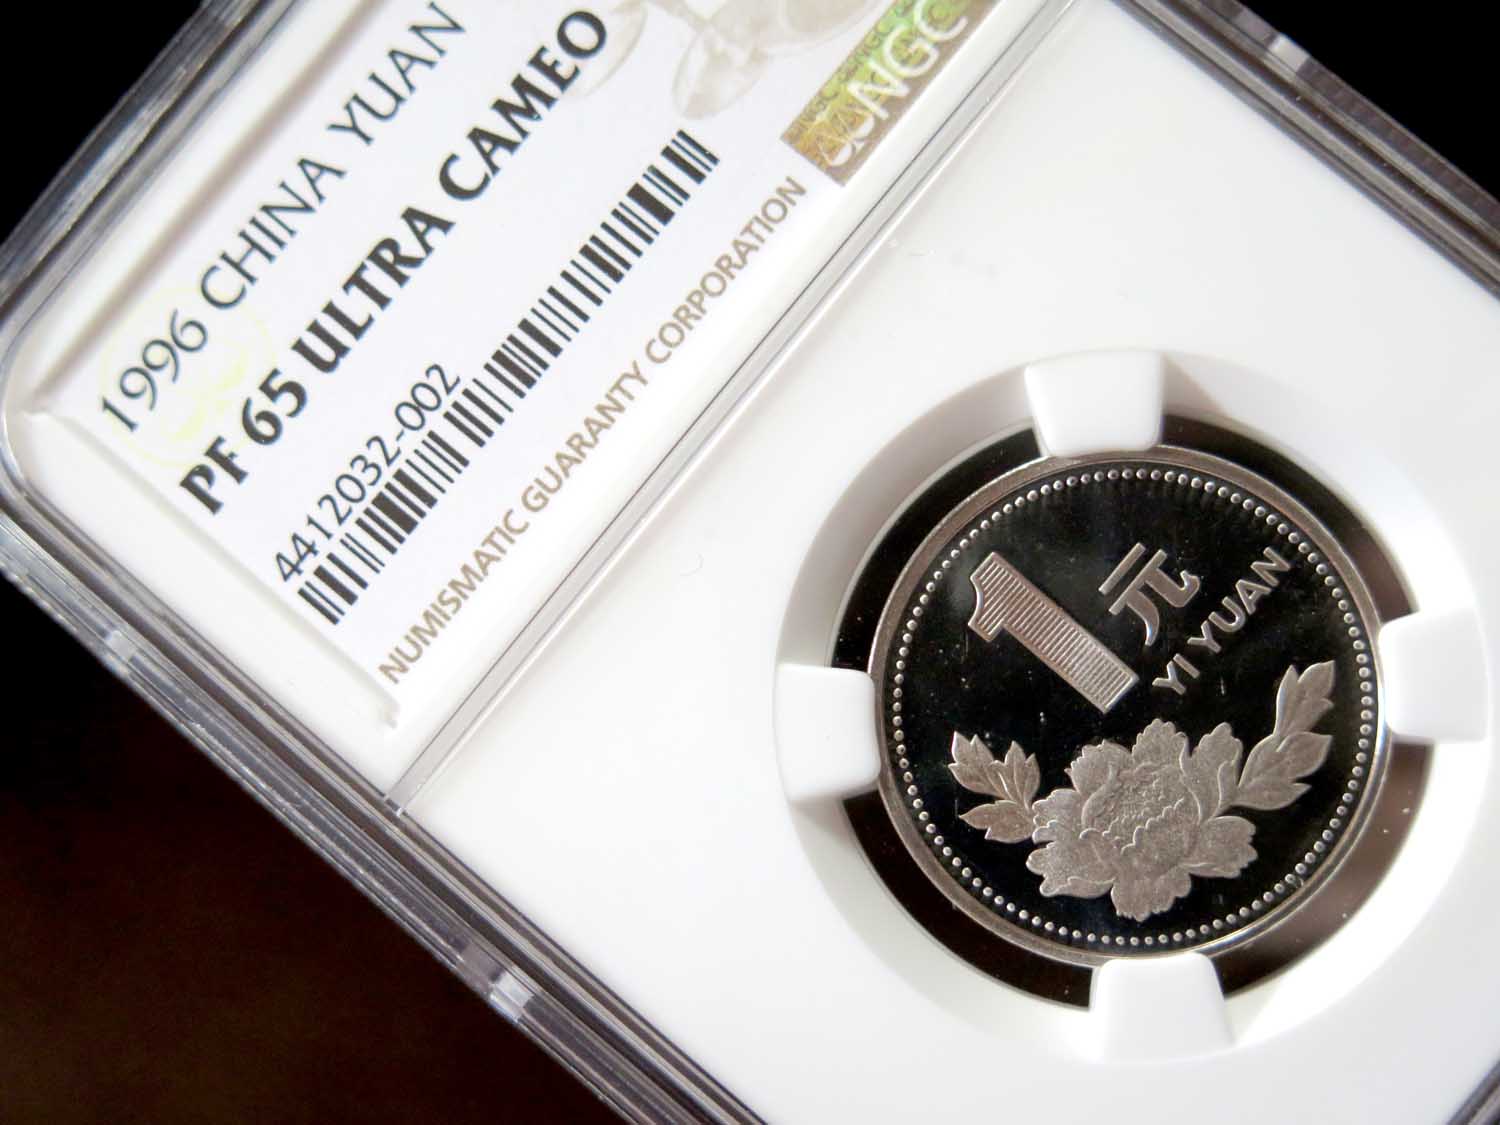 1996 CHINA YUAN
PF 65 ULTRA CAMEO
4412032-002
NUMISMATIC GUARANTY CORPORATION
NGC
1元
YI YUAN